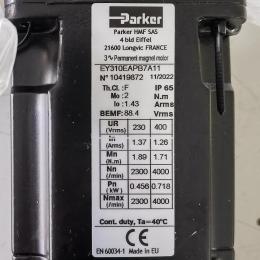 Parker
Parker HMF SAS
4 bld Eiffel
21600 Longvic FRANCE
3∿ Permanent magnet motor
EY310EAPB7A11
N° 10419872 11/2022
Th.Cl.: F IP 65
Mo: 2 N.m
Io: 1.43 Arms
BEMF: 88.4 Vrms
UR (Vrms) 230 400
In (Arms) 1.37 1.26
Mn (N.m) 1.89 1.71
Nn (/min) 2300 4000
Pn (kW) 0.456 0.718
Nmax (/min) 2300 4000
Cont. duty, Ta=40°C
CE
EN 60034-1 Made In EU